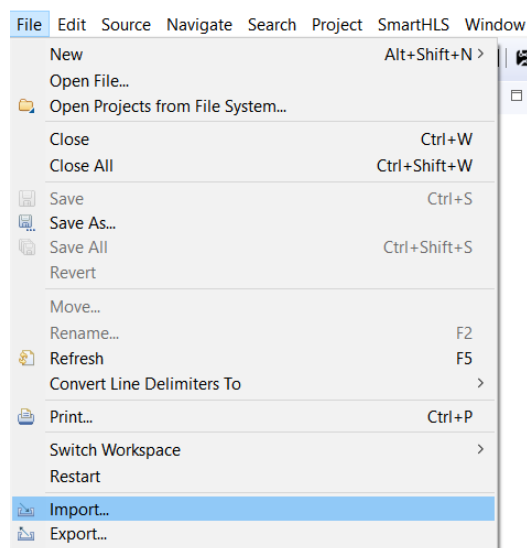 File Edit Source Navigate Search Project SmartHLS Window
New Alt+Shift+N >
Open File...
Open Projects from File System...
Close Ctrl+W
Close All Ctrl+Shift+W
Save Ctrl+S
Save As...
Save All Ctrl+Shift+S
Revert
Move...
Rename... F2
Refresh F5
Convert Line Delimiters To >
Print... Ctrl+P
Switch Workspace >
Restart
Import...
Export...